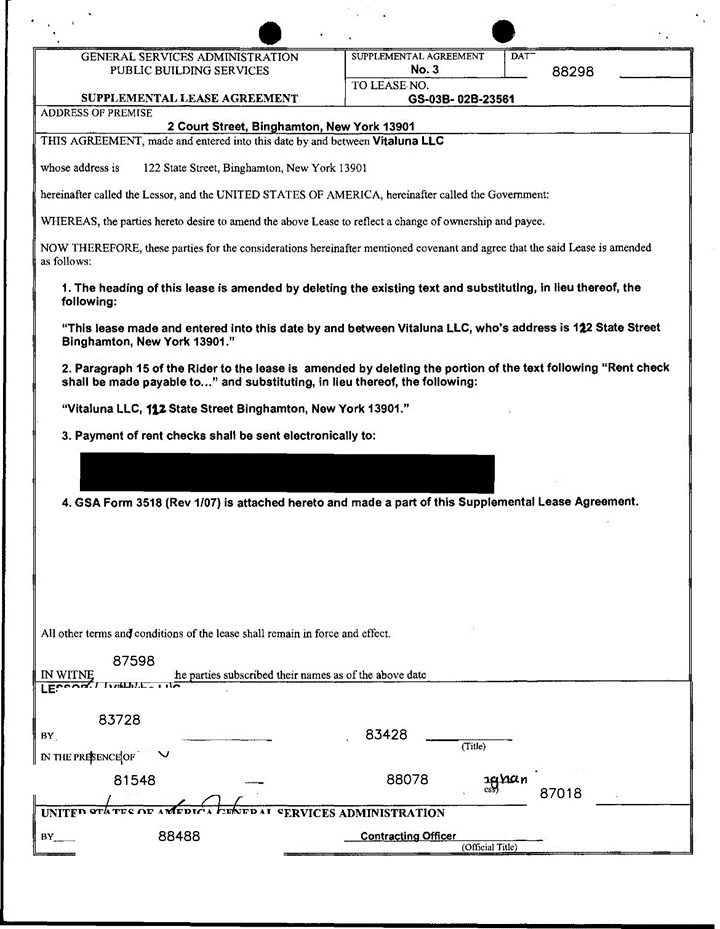 GENERAL SERVICES ADMINISTRATION
PUBLIC BUILDING SERVICES
SUPPLEMENTAL LEASE AGREEMENT
SUPPLEMENTAL AGREEMENT
No. 3
DAT
88298
TO LEASE NO.
GS-03B- 02B-23561
ADDRESS OF PREMISE
2 Court Street, Binghamton, New York 13901
THIS AGREEMENT, made and entered into this date by and between Vitaluna LLC
whose address is 122 State Street, Binghamton, New York 13901
hereinafter called the Lessor, and the UNITED STATES OF AMERICA, hereinafter called the Government:
WHEREAS, the parties hereto desire to amend the above Lease to reflect a change of ownership and payee.
NOW THEREFORE, these parties for the considerations hereinafter mentioned covenant and agree that the said Lease is amended
as follows:
1. The heading of this lease is amended by deleting the existing text and substituting, in lieu thereof, the
following:
“This lease made and entered into this date by and between Vitaluna LLC, who's address is 122 State Street
Binghamton, New York 13901.”
2. Paragraph 15 of the Rider to the lease is amended by deleting the portion of the text following “Rent check
shall be made payable to...” and substituting, in lieu thereof, the following:
“Vitaluna LLC, 112 State Street Binghamton, New York 13901.”
3. Payment of rent checks shall be sent electronically to:
4. GSA Form 3518 (Rev 1/07) is attached hereto and made a part of this Supplemental Lease Agreement.
All other terms and conditions of the lease shall remain in force and effect.
87598
IN WITNE he parties subscribed their names as of the above date
83728
BY 83428
(Title)
IN THE PRESENCE OF
81548 88078 87018
UNITED STATES OF AMERICA GENERAL SERVICES ADMINISTRATION
BY 88488 Contracting Officer
(Official Title)